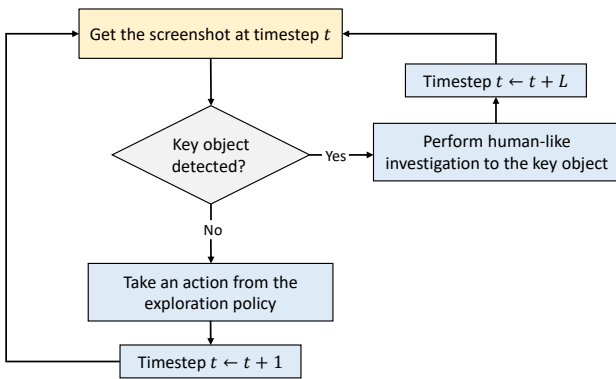 Get the screenshot at timestep t
Timestep t ← t + L
Key object
detected?
Yes
Perform human-like
investigation to the key object
No
Take an action from the
exploration policy
Timestep t ← t + 1